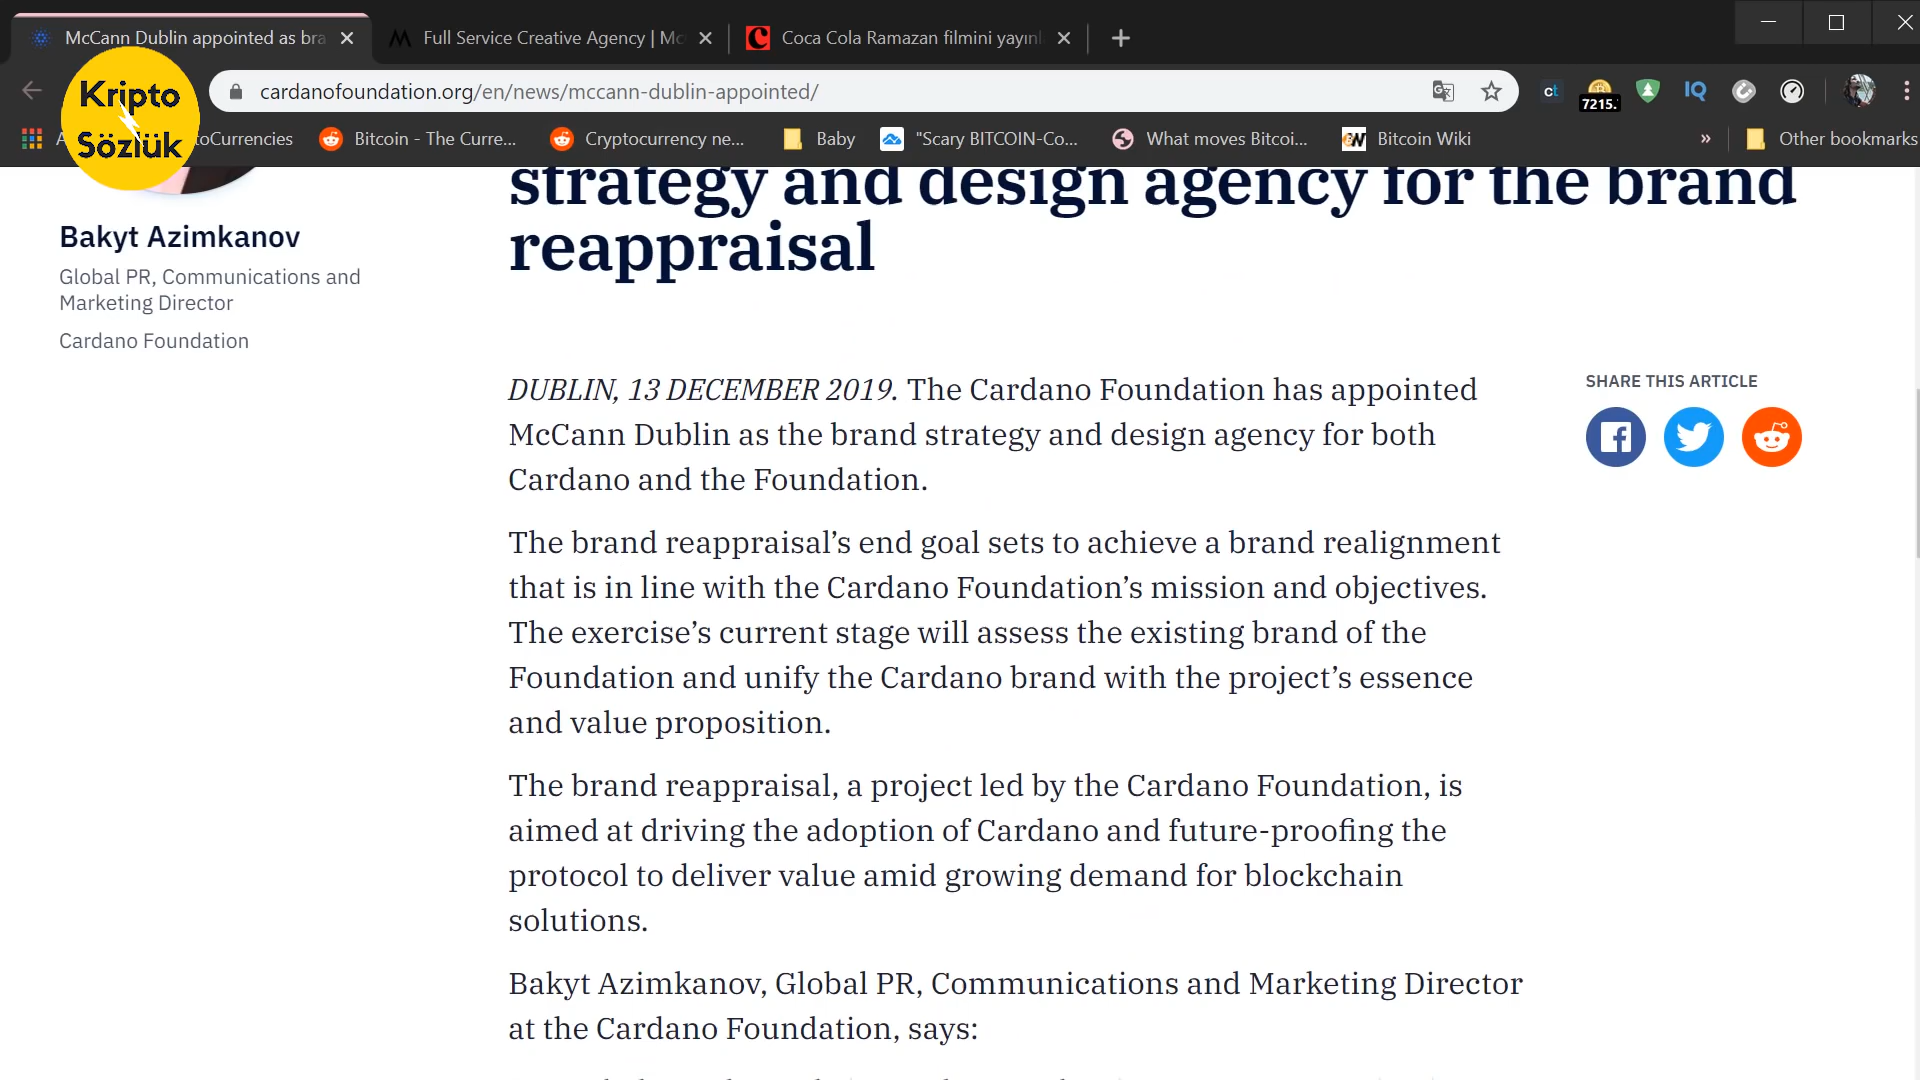 McCann Dublin appointed as bra
Full Service Creative Agency | Mc
Coca Cola Ramazan filmini yayınl
Kripto
Sözlük
cardanofoundation.org/en/news/mccann-dublin-appointed/
ct
7215.
IQ
toCurrencies
Bitcoin - The Curre...
Cryptocurrency ne...
Baby
"Scary BITCOIN-Co...
What moves Bitcoi...
Bitcoin Wiki
»
Other bookmarks
strategy and design agency for the brand
reappraisal
Bakyt Azimkanov
Global PR, Communications and
Marketing Director
Cardano Foundation
DUBLIN, 13 DECEMBER 2019. The Cardano Foundation has appointed
McCann Dublin as the brand strategy and design agency for both
Cardano and the Foundation.
SHARE THIS ARTICLE
The brand reappraisal’s end goal sets to achieve a brand realignment
that is in line with the Cardano Foundation’s mission and objectives.
The exercise’s current stage will assess the existing brand of the
Foundation and unify the Cardano brand with the project’s essence
and value proposition.
The brand reappraisal, a project led by the Cardano Foundation, is
aimed at driving the adoption of Cardano and future-proofing the
protocol to deliver value amid growing demand for blockchain
solutions.
Bakyt Azimkanov, Global PR, Communications and Marketing Director
at the Cardano Foundation, says: